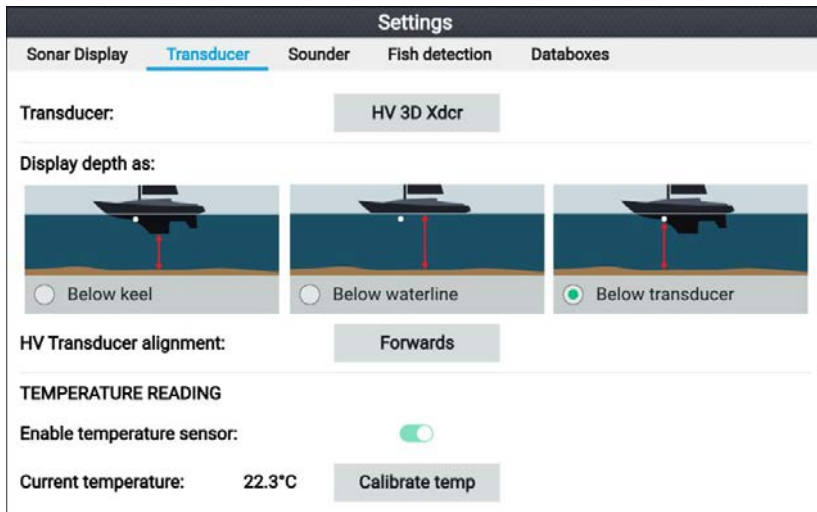 Settings
Sonar Display Transducer Sounder Fish detection Databoxes
Transducer: HV 3D Xdcr
Display depth as:
Below keel Below waterline Below transducer
HV Transducer alignment: Forwards
TEMPERATURE READING
Enable temperature sensor:
Current temperature: 22.3°C Calibrate temp